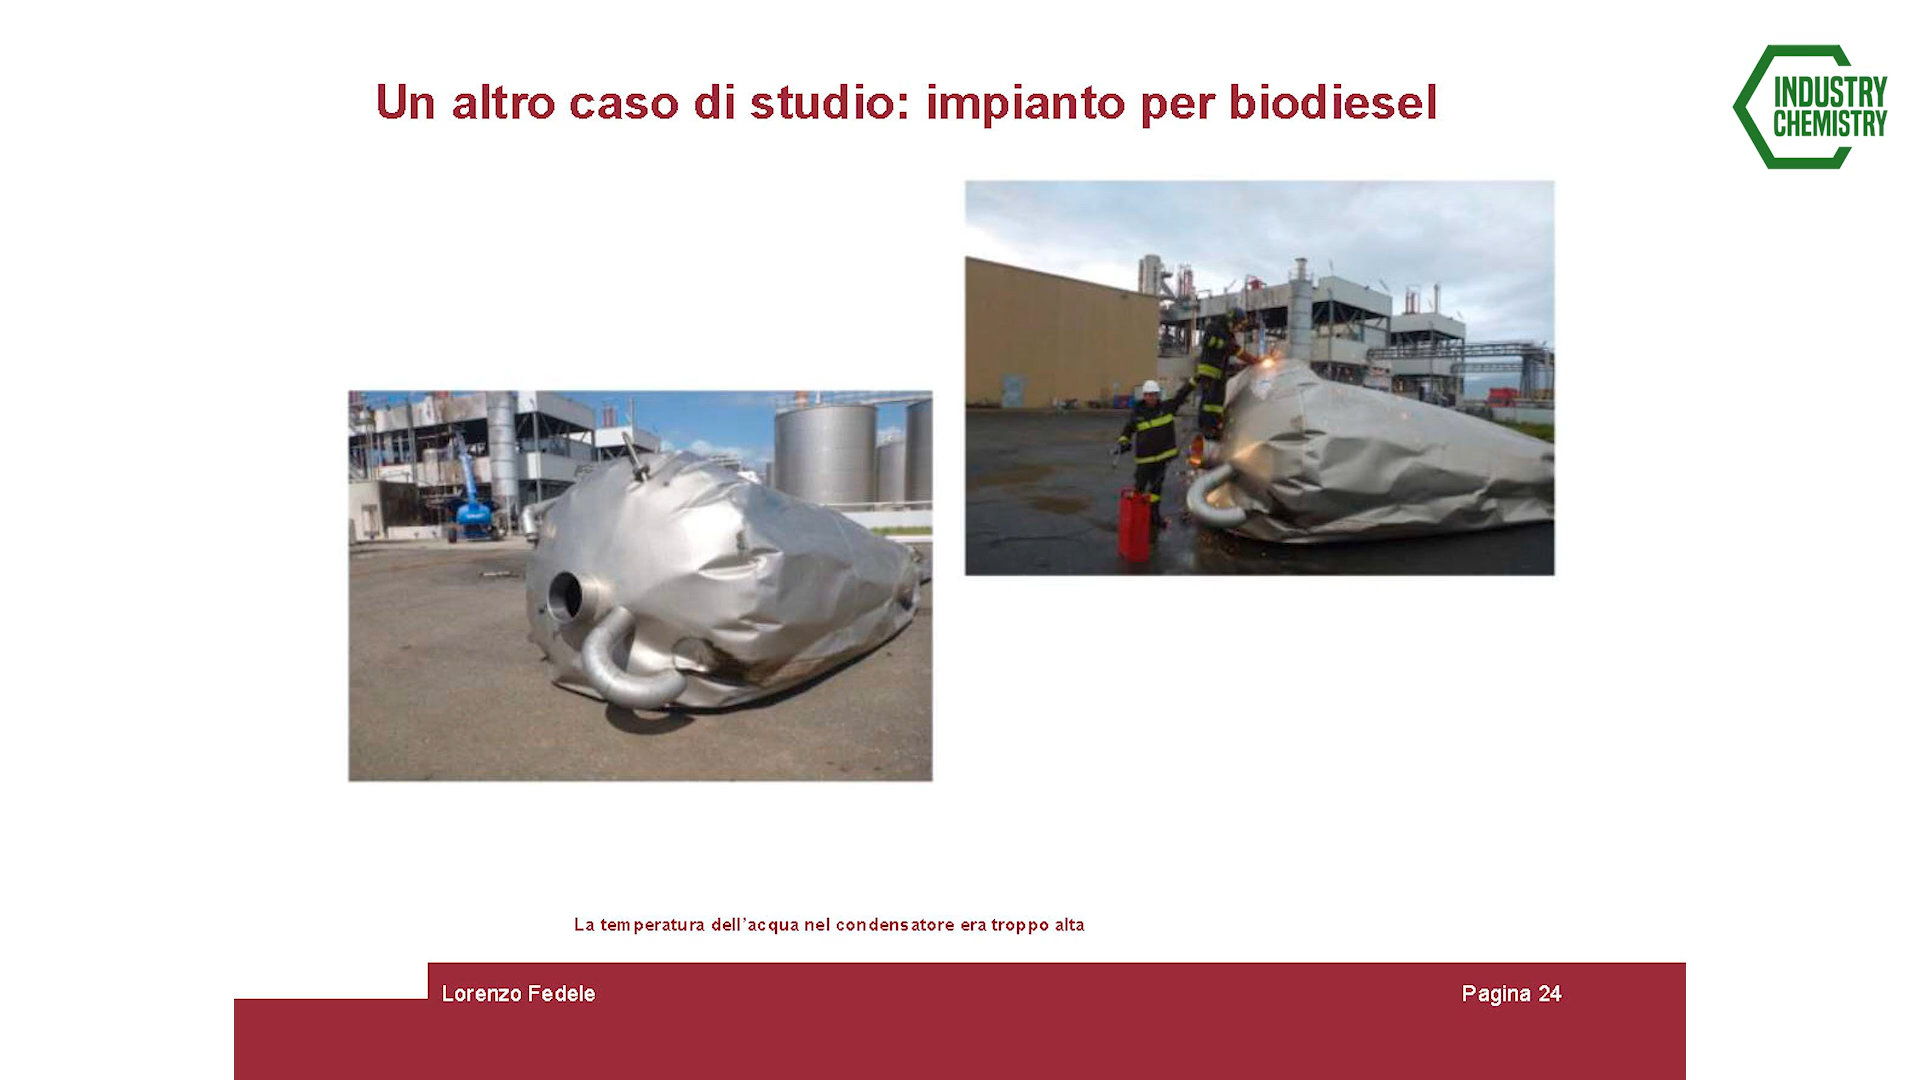 Un altro caso di studio: impianto per biodiesel
INDUSTRY
CHEMISTRY
La temperatura dell’acqua nel condensatore era troppo alta
Lorenzo Fedele
Pagina 24